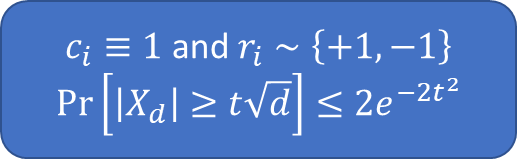 c_i ≡ 1 and r_i ∼ {+1, −1}
Pr[|X_d| ≥ t√d] ≤ 2e^{−2t^2}